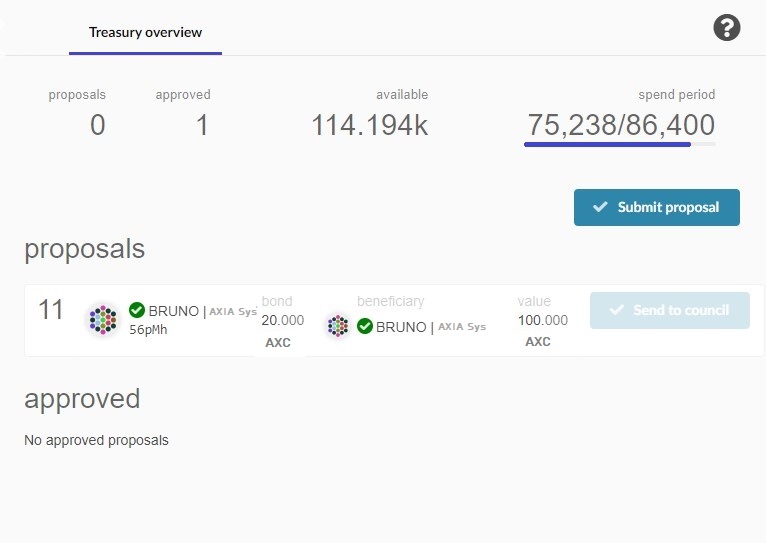 Treasury overview
?
proposals approved available spend period
0 1 114.194k 75,238/86,400
Submit proposal
proposals
11 BRUNO | AXIA Sys bond beneficiary value Send to council
56pMh 20.000 BRUNO | AXIA Sys 100.000
AXC AXC
approved
No approved proposals